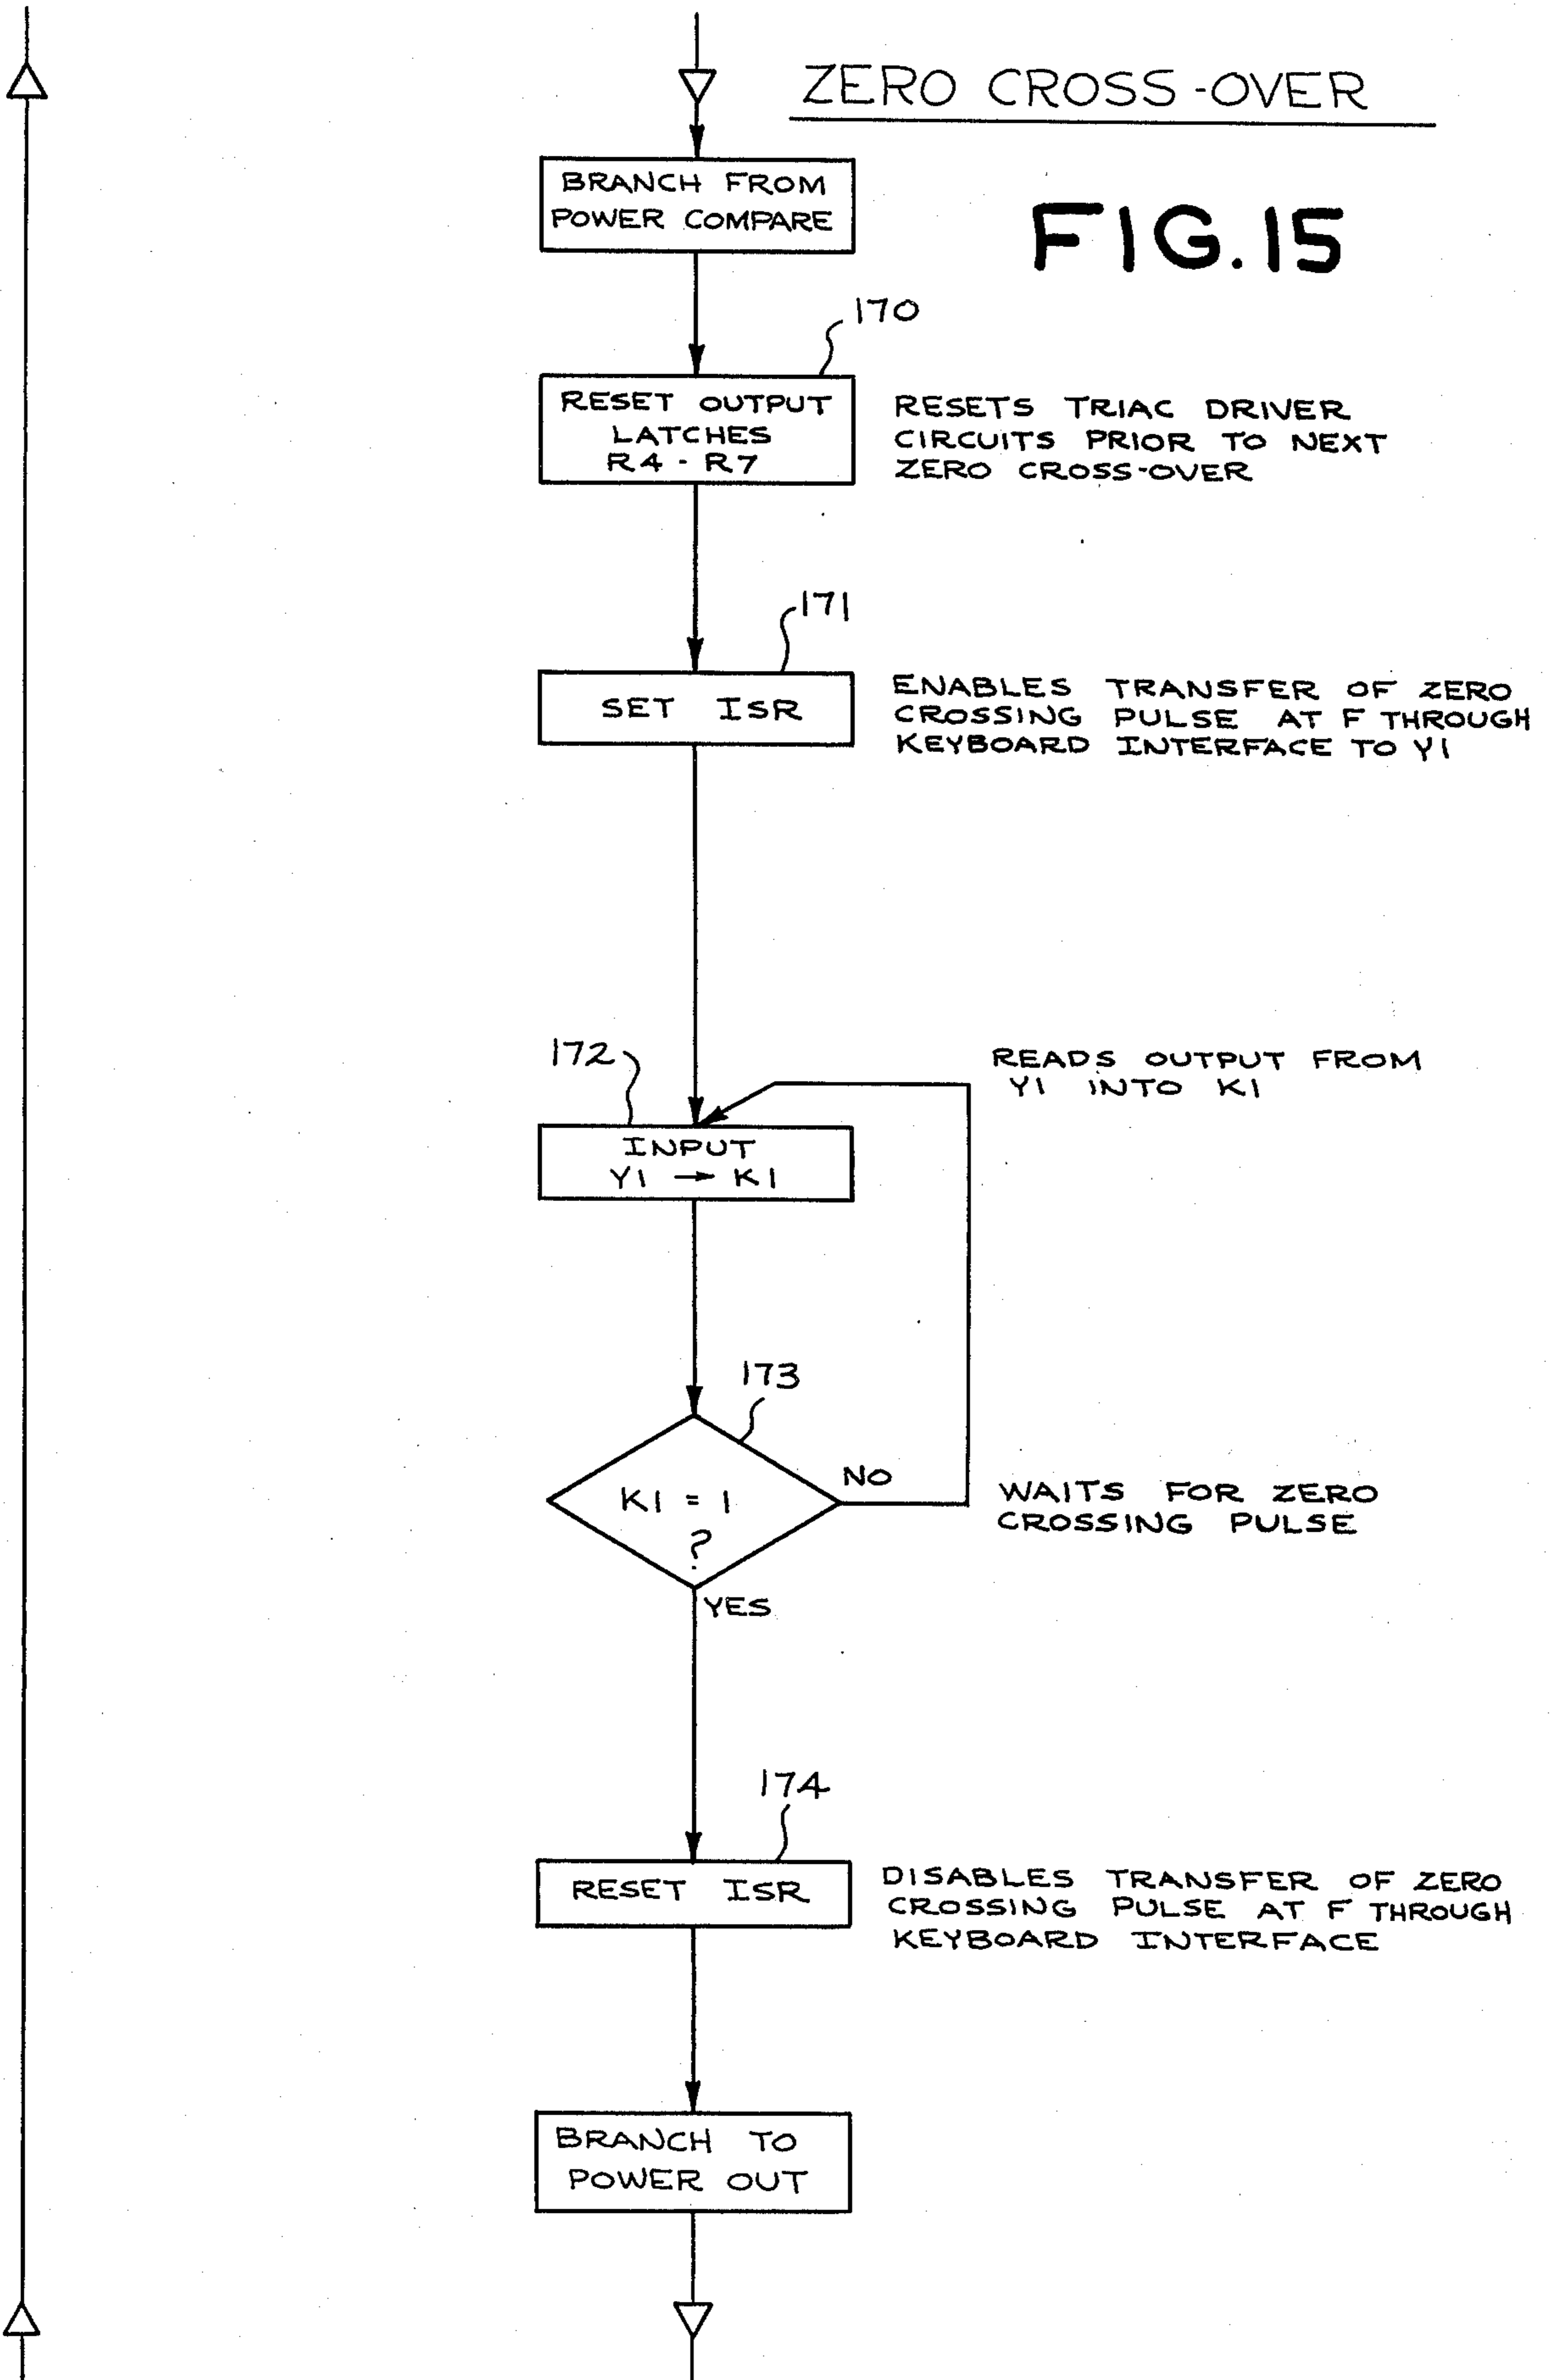 ZERO CROSS-OVER
BRANCH FROM
POWER COMPARE
FIG.15
170
RESET OUTPUT
LATCHES
R4 - R7
RESETS TRIAC DRIVER
CIRCUITS PRIOR TO NEXT
ZERO CROSS-OVER
171
SET ISR
ENABLES TRANSFER OF ZERO
CROSSING PULSE AT F THROUGH
KEYBOARD INTERFACE TO Y1
172
READS OUTPUT FROM
Y1 INTO K1
INPUT
Y1 → K1
173
K1 = 1
?
NO
YES
WAITS FOR ZERO
CROSSING PULSE
174
RESET ISR
DISABLES TRANSFER OF ZERO
CROSSING PULSE AT F THROUGH
KEYBOARD INTERFACE
BRANCH TO
POWER OUT